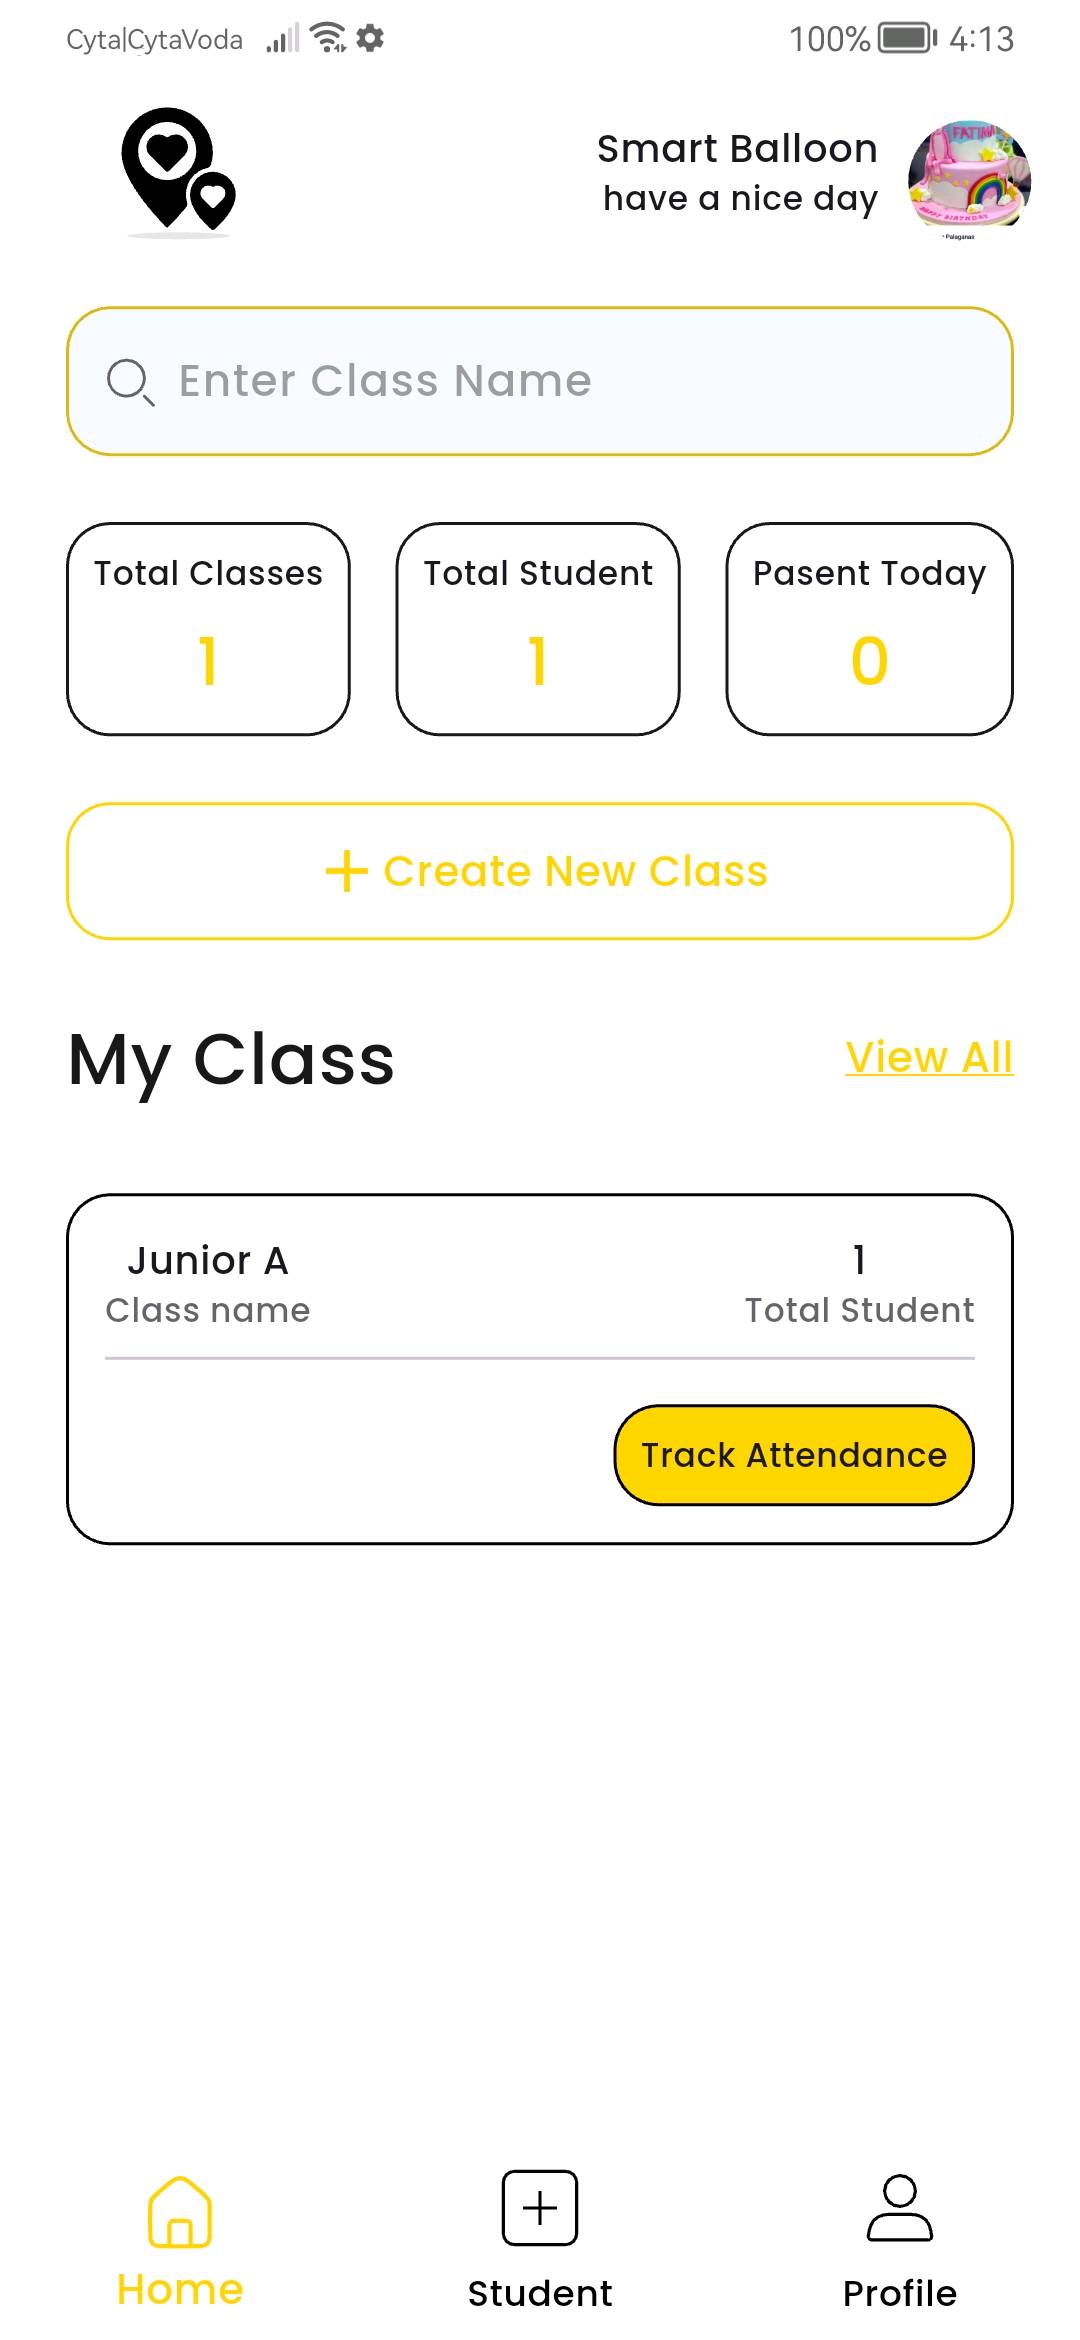 Cyta|CytaVoda 100% 4:13
Smart Balloon
have a nice day
FATIMA
HAPPY BIRTHDAY
Palaganas
Enter Class Name
Total Classes Total Student Pasent Today
1 1 0
+ Create New Class
My Class View All
Junior A 1
Class name Total Student
Track Attendance
Home Student Profile